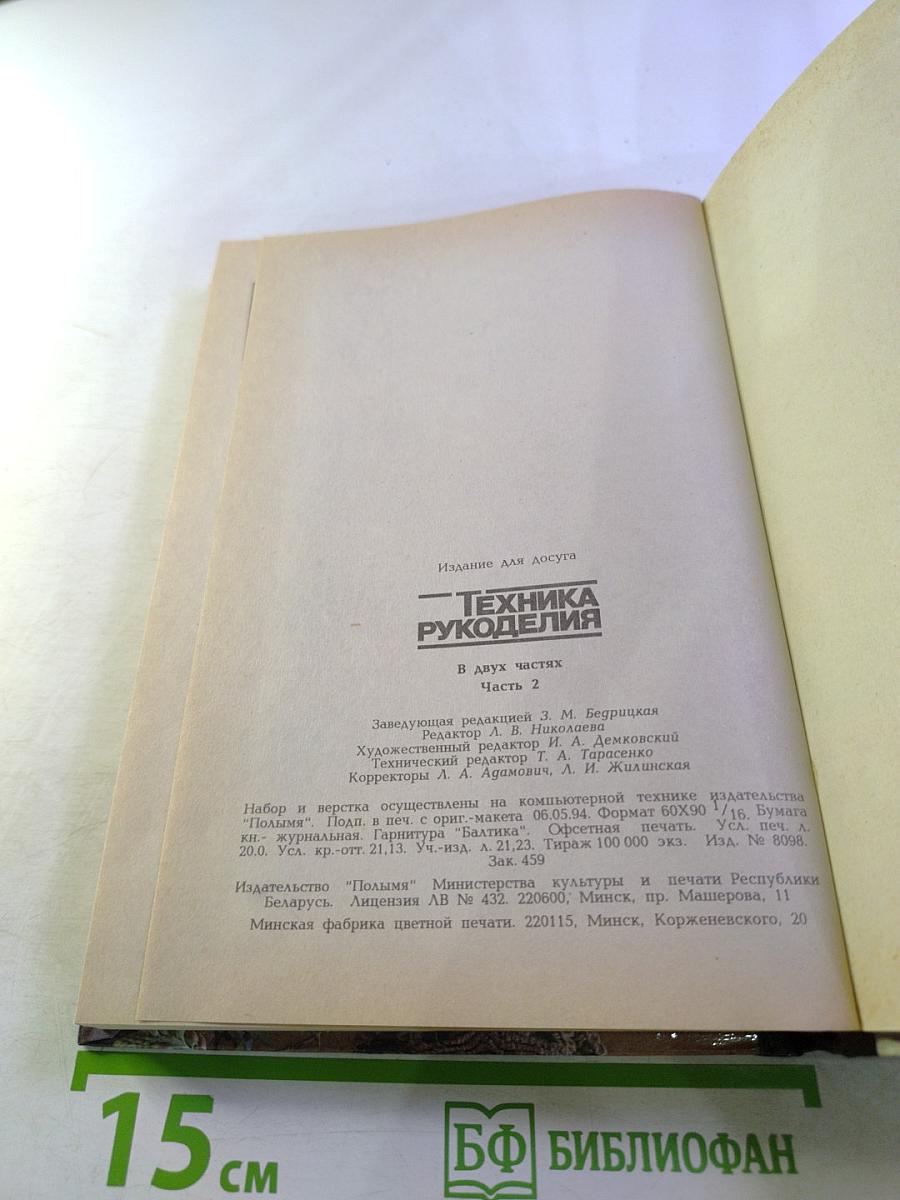 Издание для досуга
ТЕХНИКА
РУКОДЕЛИЯ
В двух частях
Часть 2
Заведующая редакцией З. М. Бедрицкая
Редактор Л. В. Николаева
Художественный редактор И. А. Демковский
Технический редактор Т. А. Тарасенко
Корректоры Л. А. Адамович, Л. И. Жилинская
Набор и верстка осуществлены на компьютерной технике издательства
"Полымя". Подп. в печ. с ориг.-макета 06.05.94. Формат 60X90 1/16. Бумага
кн.- журнальная. Гарнитура "Балтика". Офсетная печать. Усл. печ. л.
20.0. Усл. кр.-отт. 21,13. Уч.-изд. л. 21,23. Тираж 100 000 экз. Изд. № 8098.
Зак. 459
Издательство "Полымя" Министерства культуры и печати Республики
Беларусь. Лицензия ЛВ № 432. 220600, Минск, пр. Машерова, 11
Минская фабрика цветной печати. 220115, Минск, Корженевского, 20
15 см
БФ БИБЛИОФАН